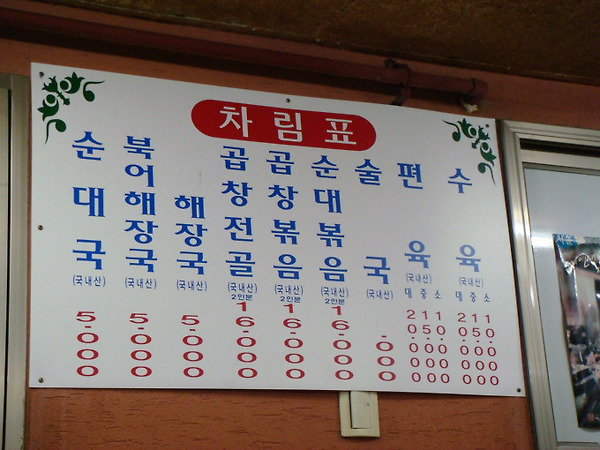 차림표
순대국 (국내산) 5.000
북어해장국 (국내산) 5.000
해장국 (국내산) 5.000
곱창전골 (국내산) 2인분 16.000
곱창볶음 (국내산) 2인분 16.000
순대볶음 (국내산) 2인분 16.000
술국 (국내산) .000
편육 (국내산) 대 중 소 20.000 15.000 10.000
수육 (국내산) 대 중 소 20.000 15.000 10.000